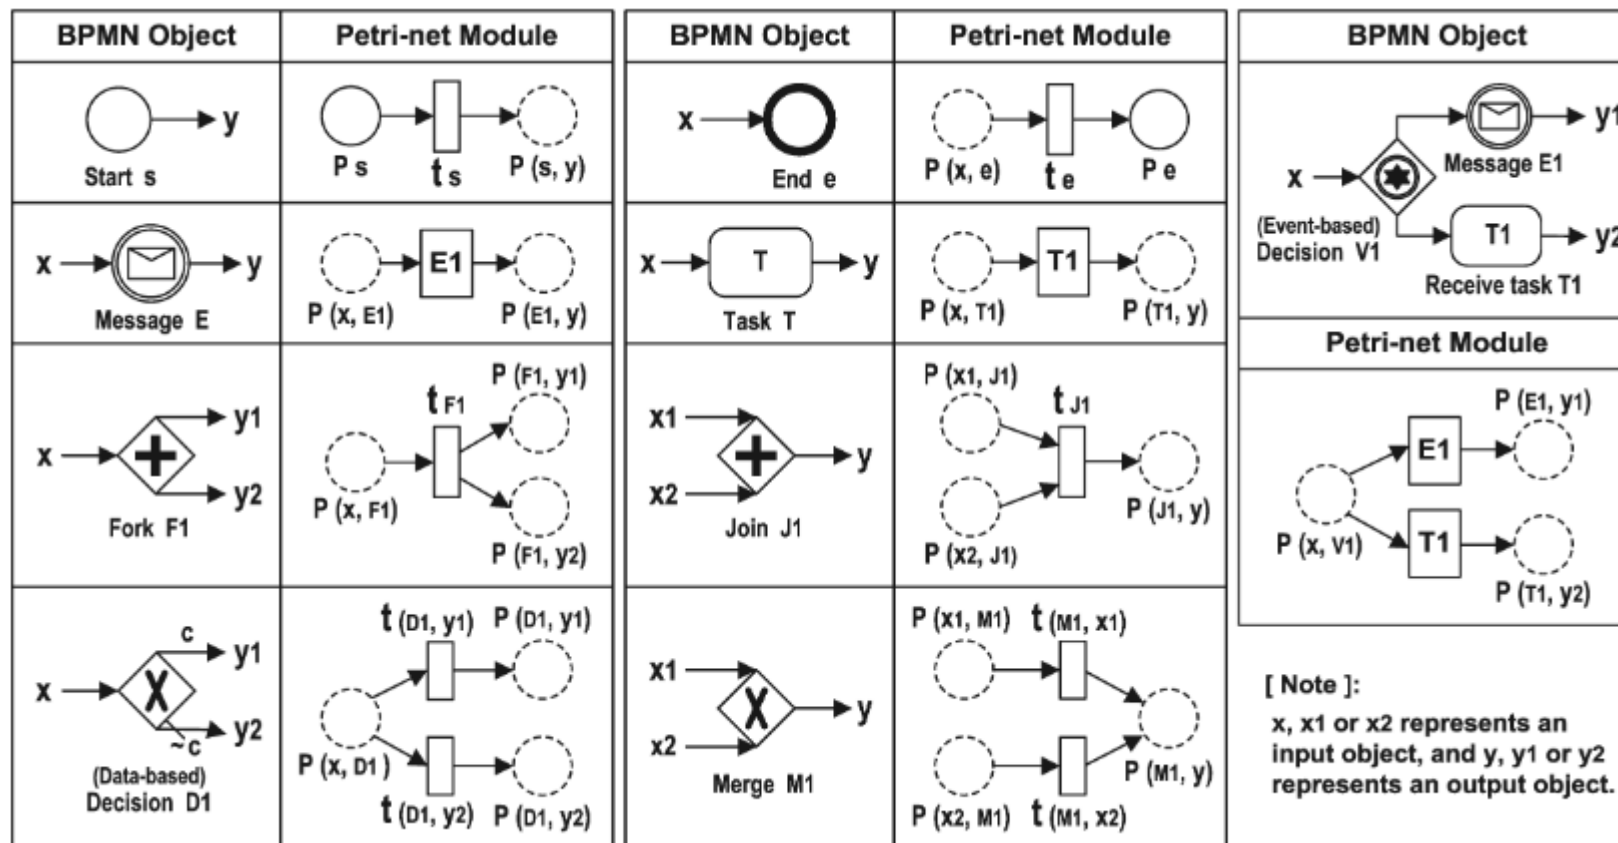 BPMN Object
Petri-net Module
y
Start s
P s
t s
P (s, y)
x
y
Message E
E1
P (x, E1)
P (E1, y)
x
y1
y2
Fork F1
P (F1, y1)
t F1
P (x, F1)
P (F1, y2)
c
x
y1
X
y2
~c
(Data-based)
Decision D1
t (D1, y1)
P (D1, y1)
P (x, D1)
t (D1, y2)
P (D1, y2)
BPMN Object
Petri-net Module
x
End e
P (x, e)
t e
P e
x
T
y
Task T
T1
P (x, T1)
P (T1, y)
x1
y
x2
Join J1
P (x1, J1)
t J1
P (J1, y)
P (x2, J1)
x1
X
y
x2
Merge M1
P (x1, M1)
t (M1, x1)
P (M1, y)
P (x2, M1)
t (M1, x2)
BPMN Object
y1
Message E1
x
(Event-based)
Decision V1
T1
y2
Receive task T1
Petri-net Module
P (E1, y1)
E1
P (x, V1)
T1
P (T1, y2)
[ Note ]:
x, x1 or x2 represents an
input object, and y, y1 or y2
represents an output object.